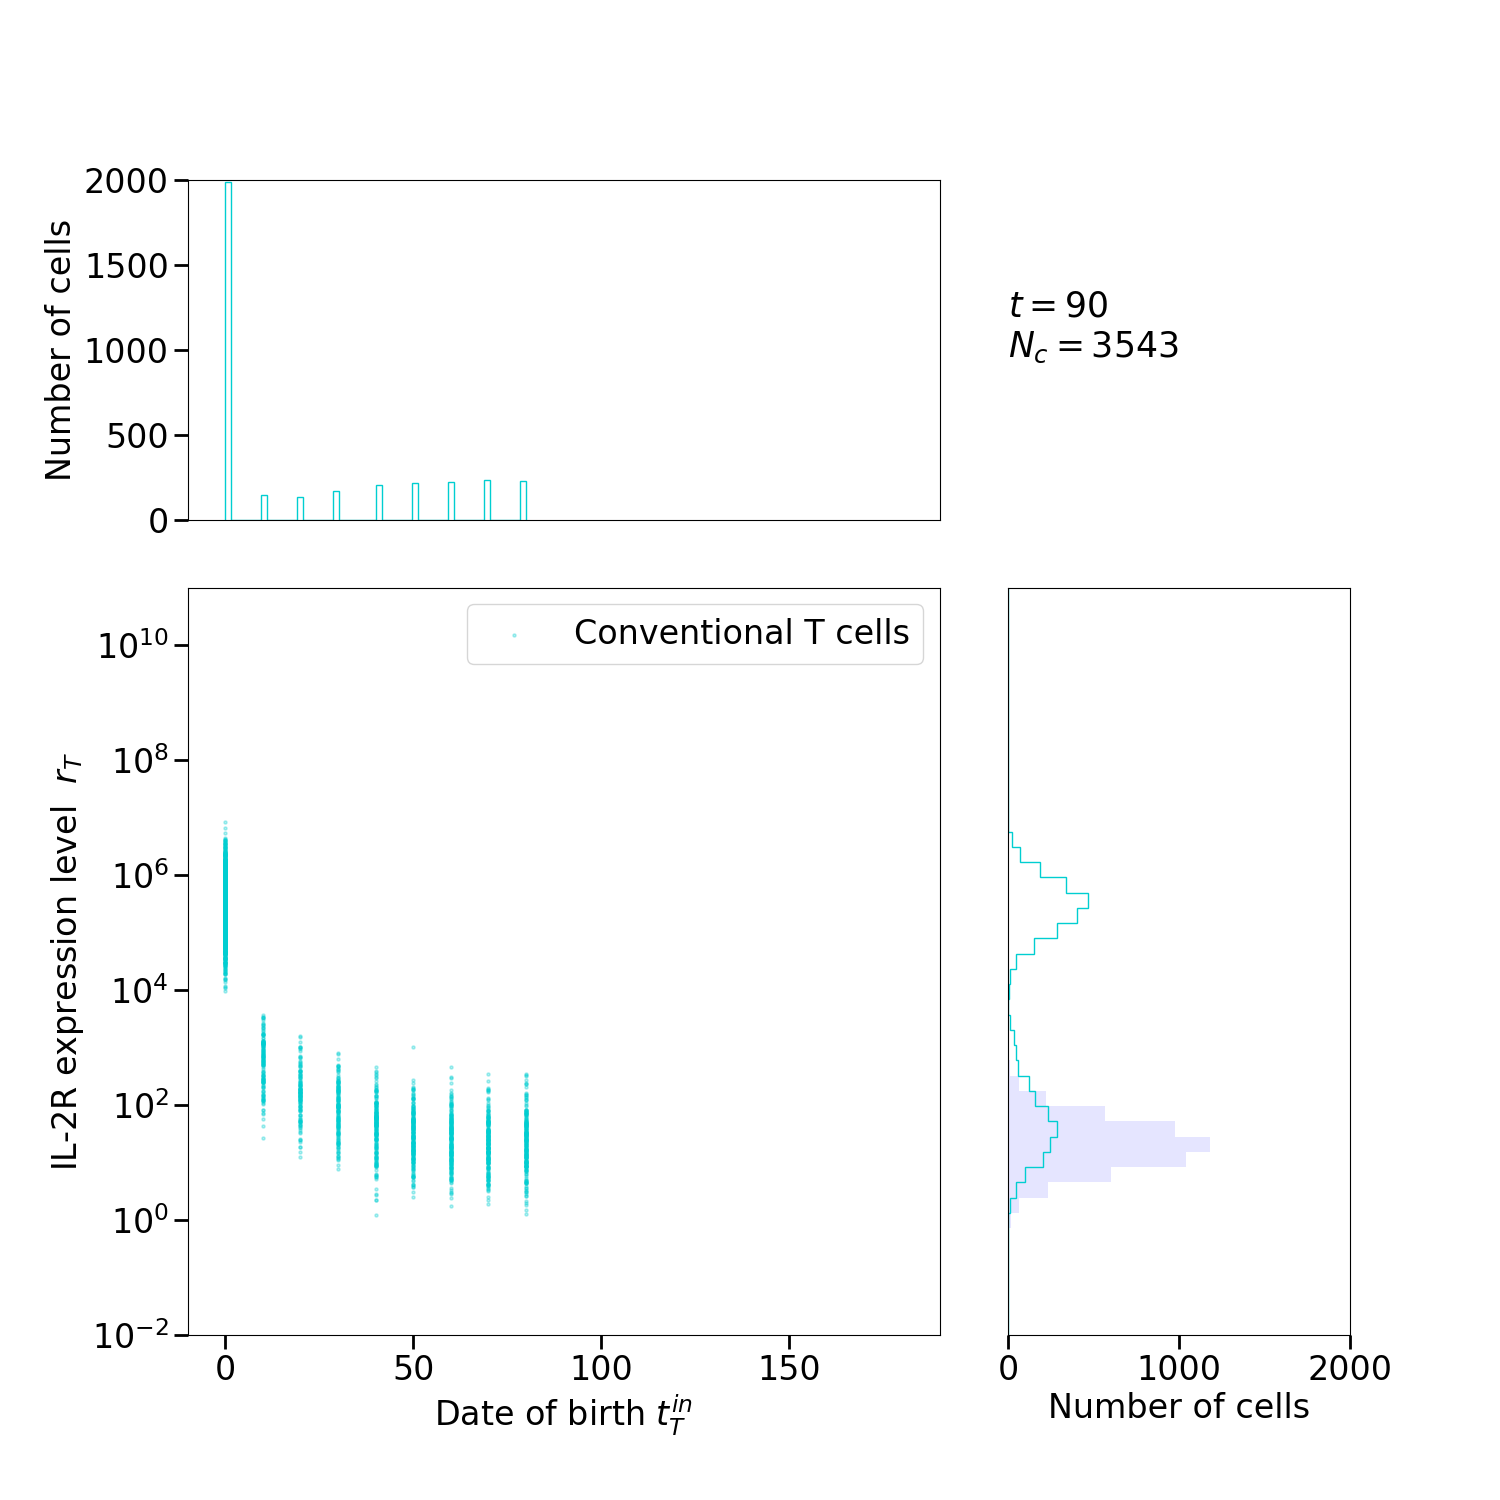 2000
1500
1000
500
0
Number of cells
t = 90
N_c = 3543
Conventional T cells
10^10
10^8
10^6
10^4
10^2
10^0
10^−2
IL-2R expression level r_T
0 50 100 150
Date of birth t_T^in
0 1000 2000
Number of cells